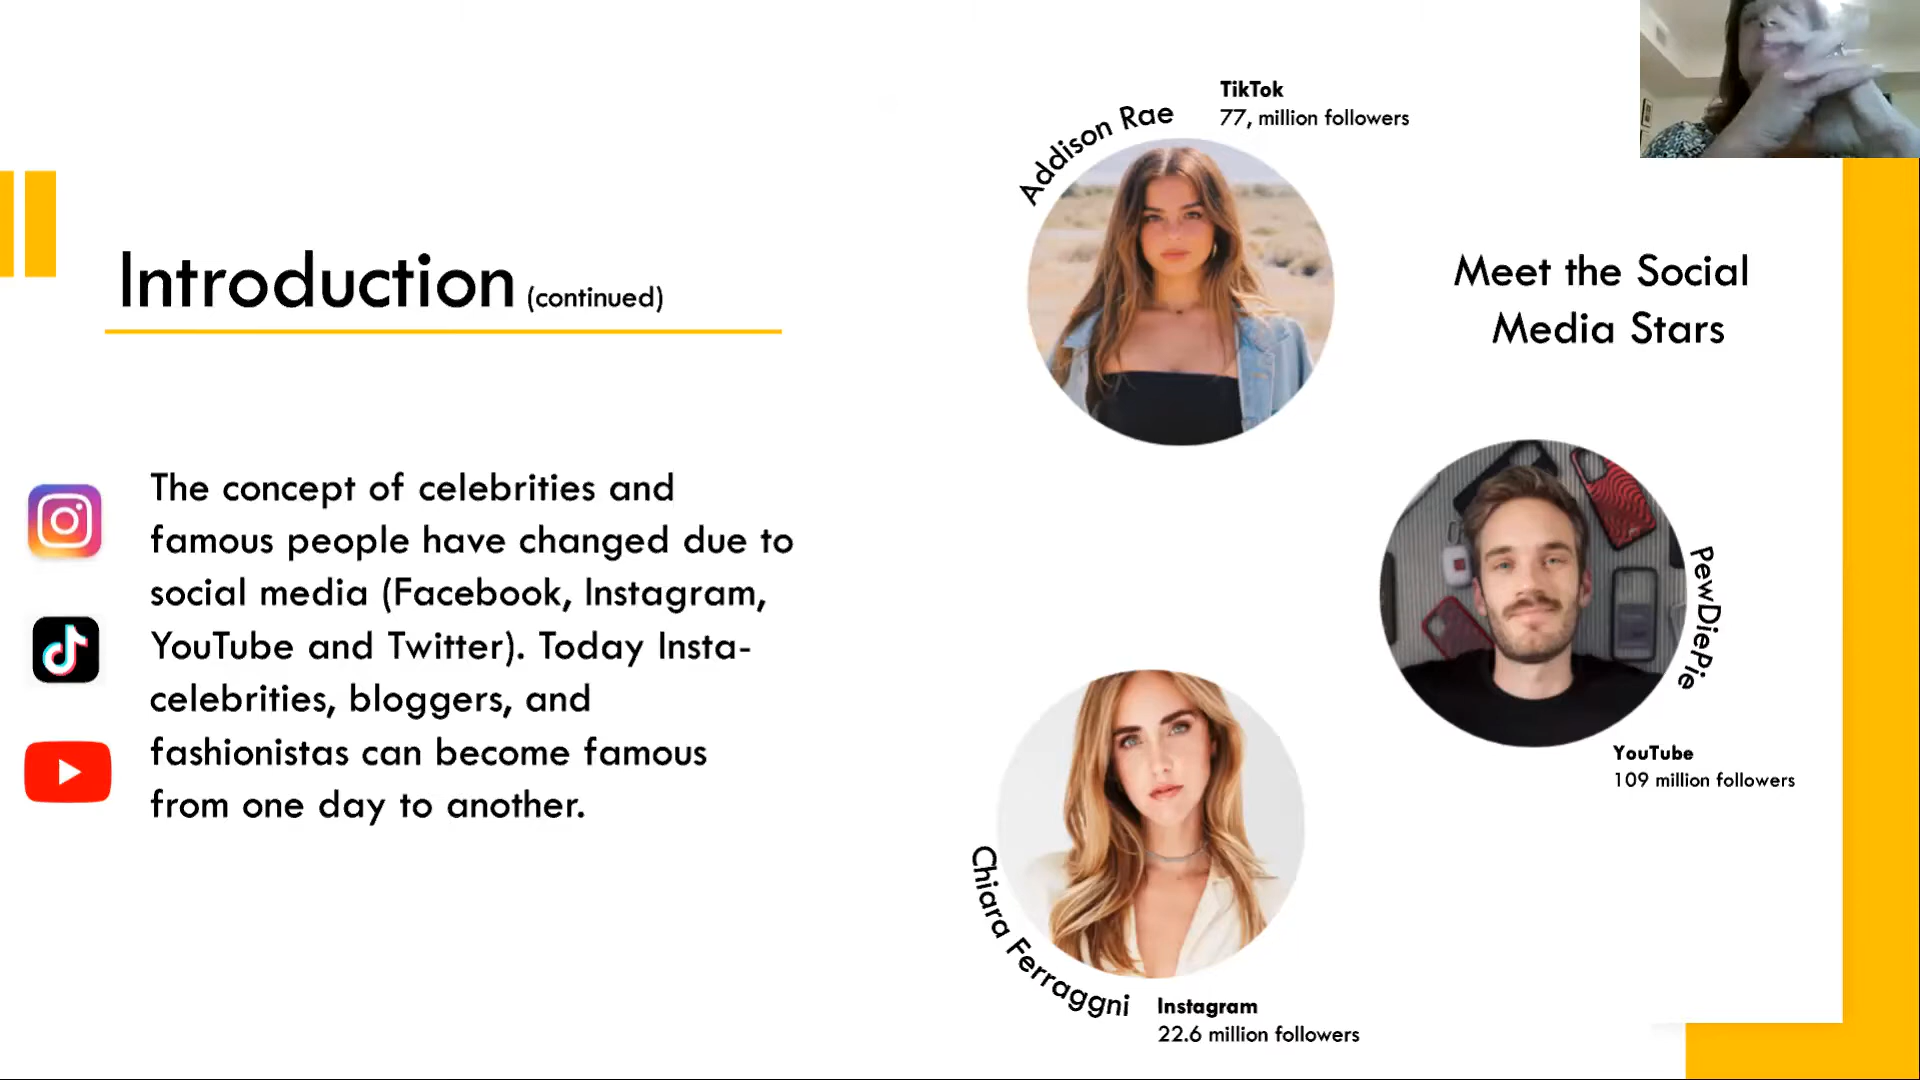 Introduction (continued)
The concept of celebrities and
famous people have changed due to
social media (Facebook, Instagram,
YouTube and Twitter). Today Insta-
celebrities, bloggers, and
fashionistas can become famous
from one day to another.
Addison Rae
TikTok
77, million followers
Meet the Social
Media Stars
PewDiePie
YouTube
109 million followers
Chiara Ferraggni
Instagram
22.6 million followers